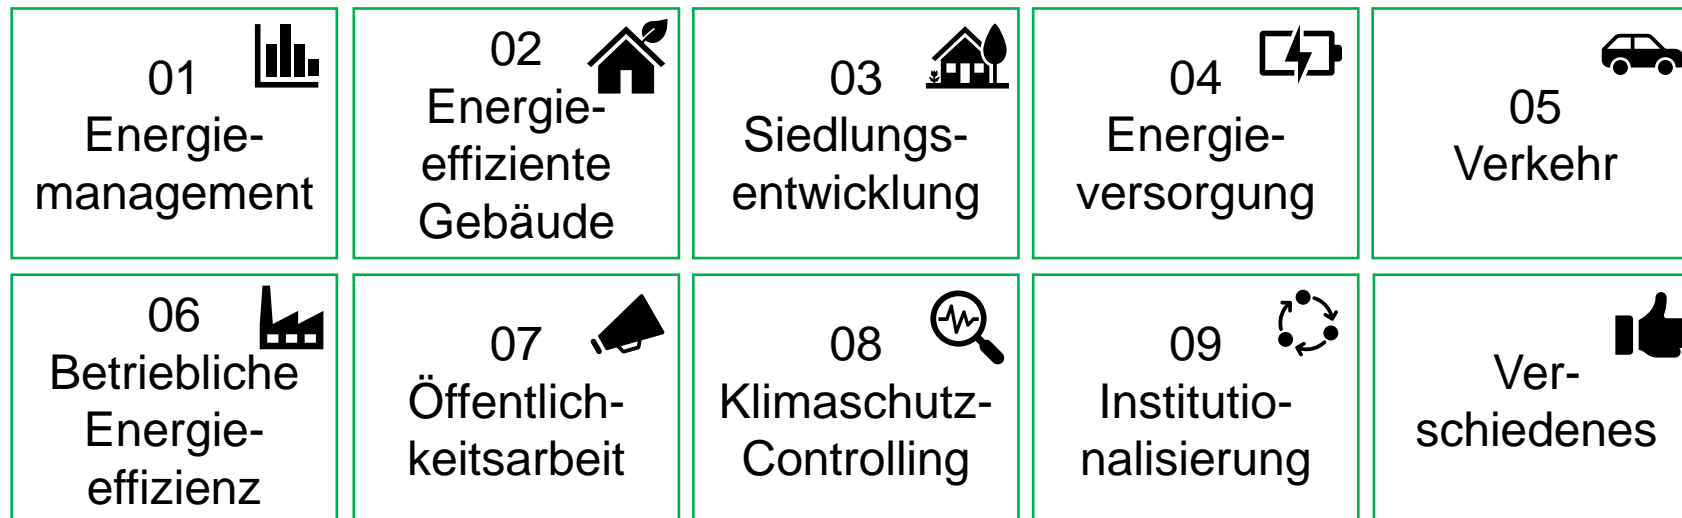 01
Energie-
management
02
Energie-
effiziente
Gebäude
03
Siedlungs-
entwicklung
04
Energie-
versorgung
05
Verkehr
06
Betriebliche
Energie-
effizienz
07
Öffentlich-
keitsarbeit
08
Klimaschutz-
Controlling
09
Institutio-
nalisierung
Ver-
schiedenes